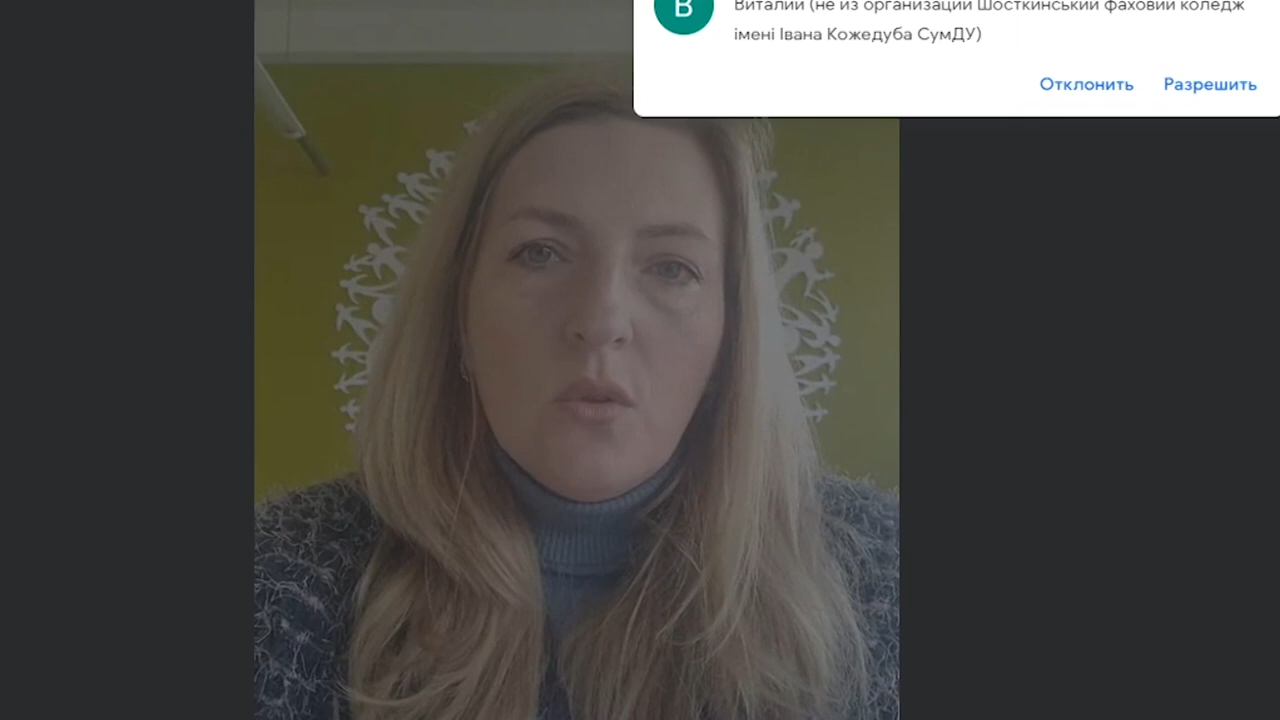 В
Виталий (не из организации Шосткинський фаховий коледж
імені Івана Кожедуба СумДУ)
Отклонить Разрешить